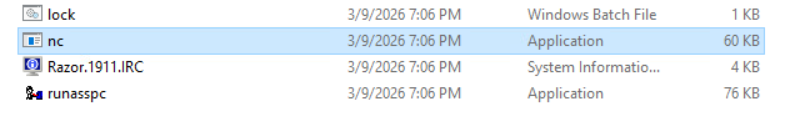 lock 3/9/2026 7:06 PM Windows Batch File 1 KB
nc 3/9/2026 7:06 PM Application 60 KB
Razor.1911.IRC 3/9/2026 7:06 PM System Informatio... 4 KB
runasspc 3/9/2026 7:06 PM Application 76 KB